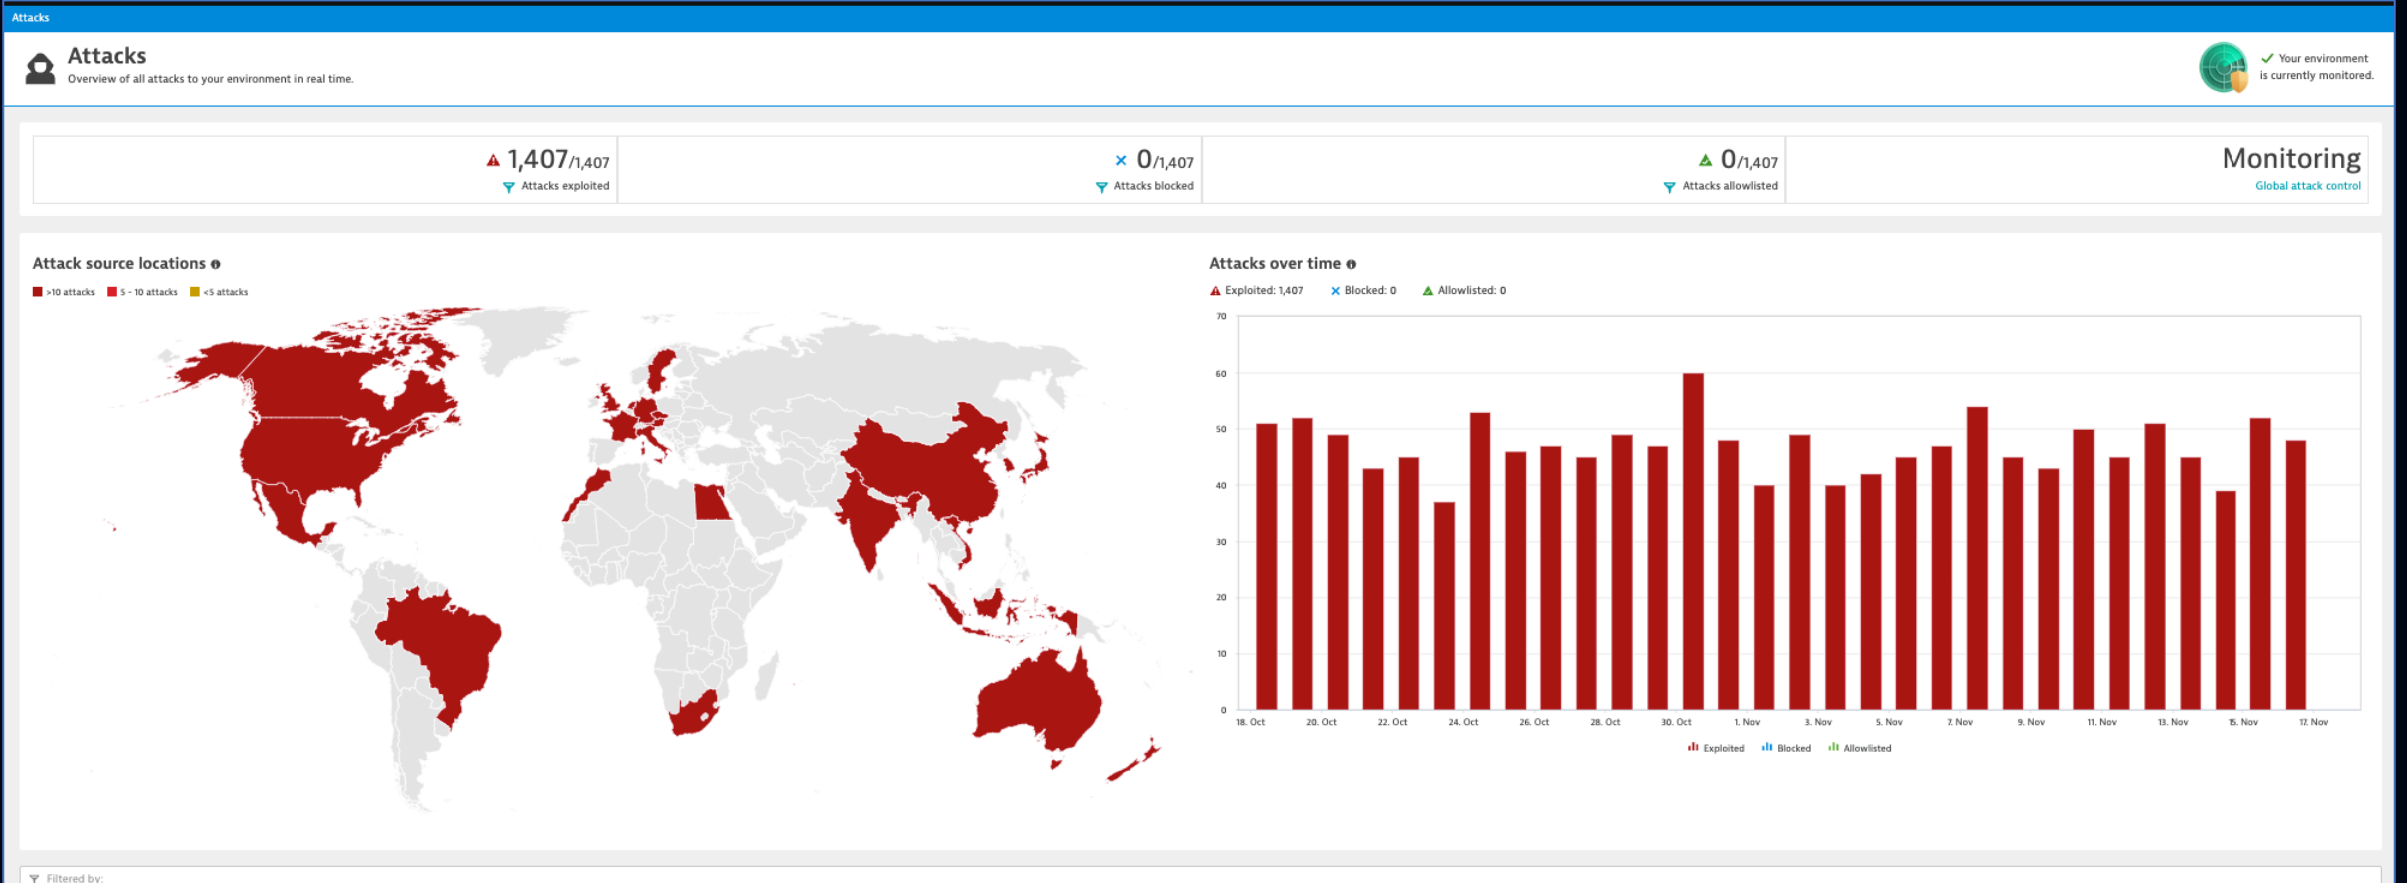 Attacks
Attacks
Overview of all attacks to your environment in real time.
Your environment
is currently monitored.
1,407/1,407
Attacks exploited
0/1,407
Attacks blocked
0/1,407
Attacks allowlisted
Monitoring
Global attack control
Attack source locations
>10 attacks 5 - 10 attacks <5 attacks
Attacks over time
Exploited: 1,407 Blocked: 0 Allowlisted: 0
70
60
50
40
30
20
10
0
18. Oct 20. Oct 22. Oct 24. Oct 26. Oct 28. Oct 30. Oct 1. Nov 3. Nov 5. Nov 7. Nov 9. Nov 11. Nov 13. Nov 15. Nov 17. Nov
Exploited Blocked Allowlisted
Filtered by: